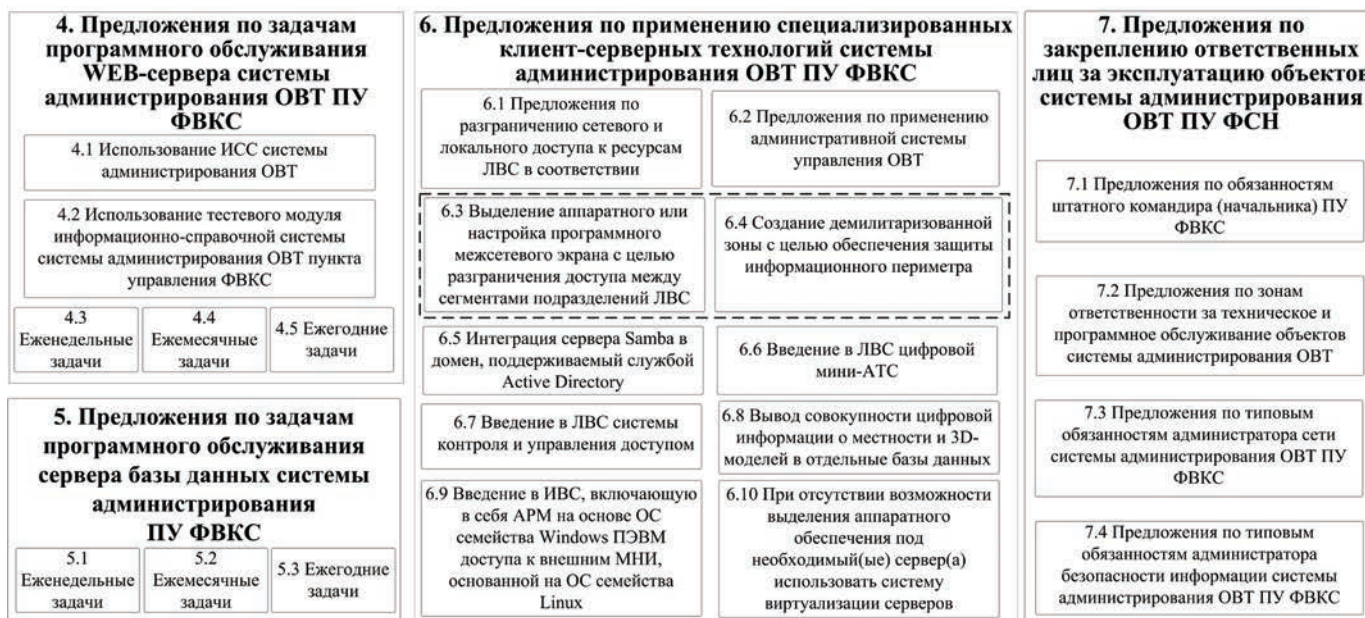 4. Предложения по задачам
программного обслуживания
WEB-сервера системы
администрирования ОВТ ПУ
ФВКС
4.1 Использование ИСС системы
администрирования ОВТ
4.2 Использование тестевого модуля
информационно-справочной системы
системы администрирования ОВТ пункта
управления ФВКС
4.3
Еженедельные
задачи
4.4
Ежемесячные
задачи
4.5 Ежегодние
задачи
5. Предложения по задачам
программного обслуживания
сервера базы данных системы
администрирования
ПУ ФВКС
5.1
Еженедельные
задачи
5.2
Ежемесячные
задачи
5.3 Ежегодние
задачи
6. Предложения по применению специализированных
клиент-серверных технологий системы
администрирования ОВТ ПУ ФВКС
6.1 Предложения по
разграничению сетевого и
локального доступа к ресурсам
ЛВС в соответствии
6.2 Предложения по применению
административной системы
управления ОВТ
6.3 Выделение аппаратного или
настройка программного
межсетевого экрана с целью
разграничения доступа между
сегментами подразделений ЛВС
6.4 Создание демилитаризованной
зоны с целью обеспечения защиты
информационного периметра
6.5 Интеграция сервера Samba в
домен, поддерживаемый службой
Active Directory
6.6 Введение в ЛВС цифровой
мини-АТС
6.7 Введение в ЛВС системы
контроля и управления доступом
6.8 Вывод совокупности цифровой
информации о местности и 3D-
моделей в отдельные базы данных
6.9 Введение в ИВС, включающую
в себя АРМ на основе ОС
семейства Windows ПЭВМ
доступа к внешним МНИ,
основанной на ОС семейства
Linux
6.10 При отсутствии возможности
выделения аппаратного
обеспечения под
необходимый(ые) сервер(а)
использовать систему
виртуализации серверов
7. Предложения по
закреплению ответственных
лиц за эксплуатацию объектов
системы администрирования
ОВТ ПУ ФСН
7.1 Предложения по обязанностям
штатного командира (начальника) ПУ
ФВКС
7.2 Предложения по зонам
ответственности за техническое и
программное обслуживание объектов
системы администрирования ОВТ
7.3 Предложения по типовым
обязанностям администратора сети
системы администрирования ОВТ ПУ
ФВКС
7.4 Предложения по типовым
обязанностям администратора
безопасности информации системы
администрирования ОВТ ПУ ФВКС